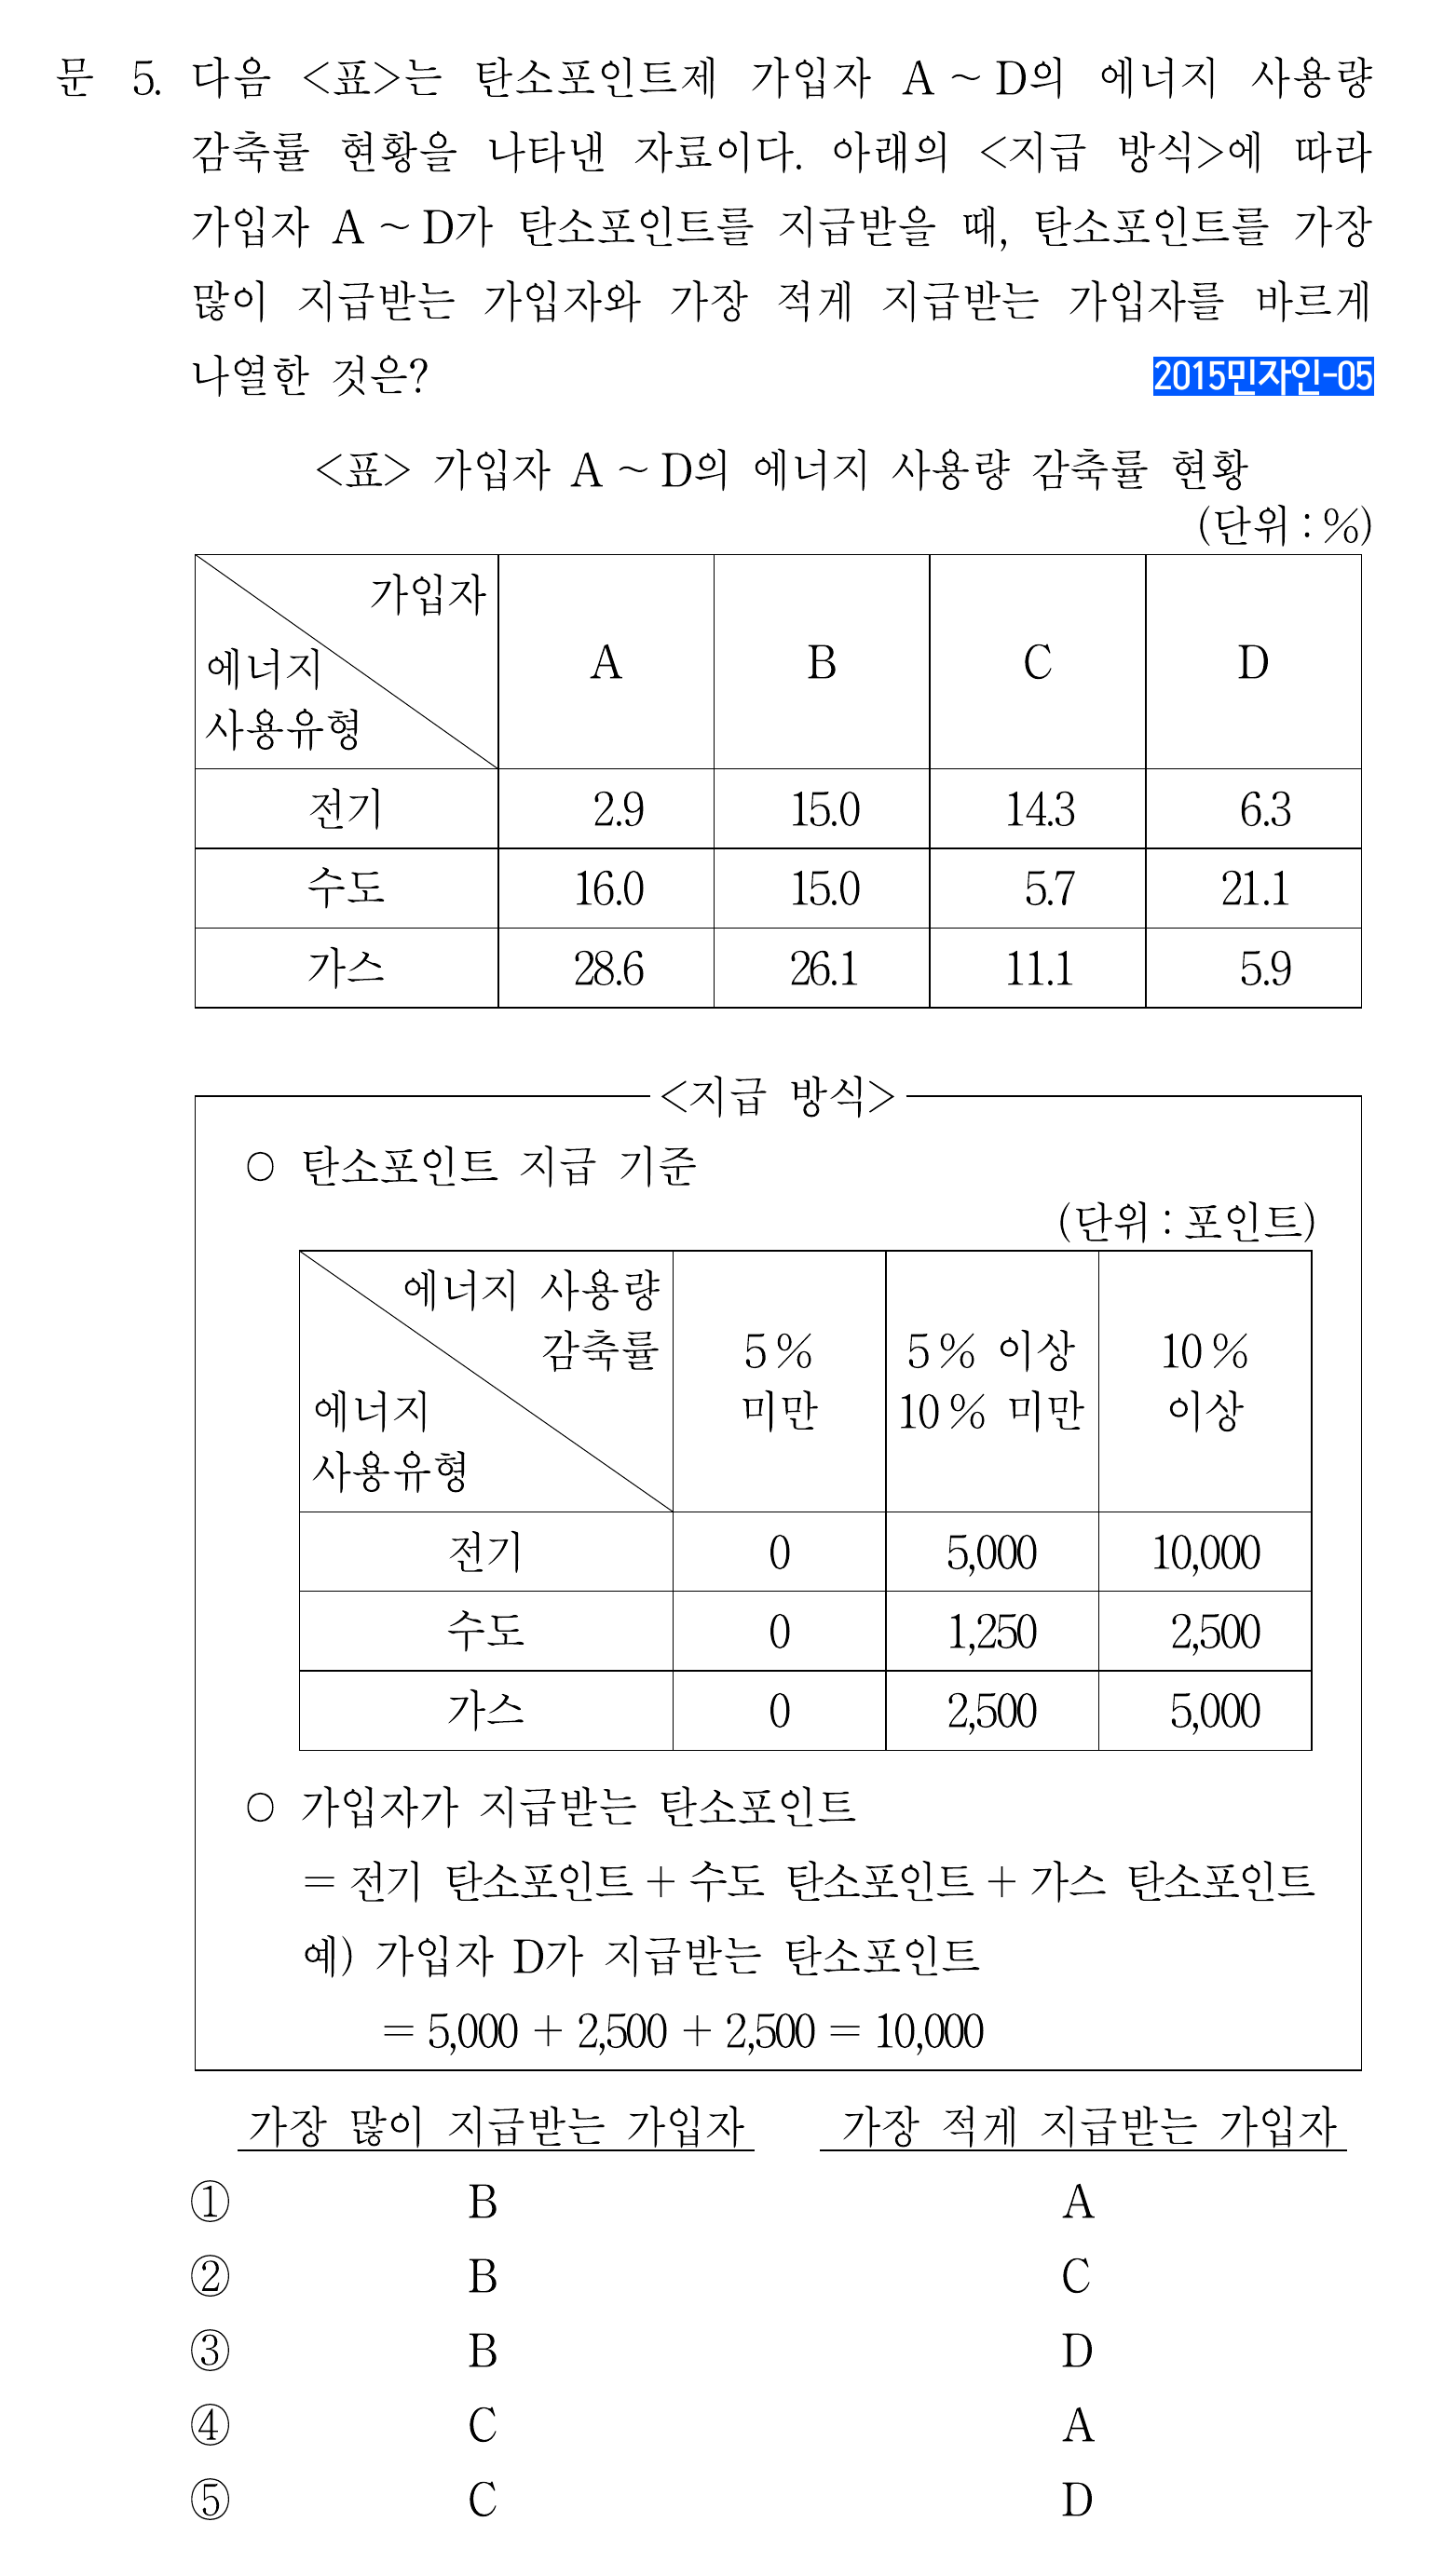 문 5. 다음 <표>는 탄소포인트제 가입자 A ~ D의 에너지 사용량
감축률 현황을 나타낸 자료이다. 아래의 <지급 방식>에 따라
가입자 A ~ D가 탄소포인트를 지급받을 때, 탄소포인트를 가장
많이 지급받는 가입자와 가장 적게 지급받는 가입자를 바르게
나열한 것은? 2015민자인-05
<표> 가입자 A ~ D의 에너지 사용량 감축률 현황
(단위 : %)
가입자
에너지
사용유형
A B C D
전기 2.9 15.0 14.3 6.3
수도 16.0 15.0 5.7 21.1
가스 28.6 26.1 11.1 5.9
<지급 방식>
○ 탄소포인트 지급 기준
(단위 : 포인트)
에너지 사용량
감축률
에너지
사용유형
5 % 5 % 이상 10 %
미만 10 % 미만 이상
전기 0 5,000 10,000
수도 0 1,250 2,500
가스 0 2,500 5,000
○ 가입자가 지급받는 탄소포인트
= 전기 탄소포인트 + 수도 탄소포인트 + 가스 탄소포인트
예) 가입자 D가 지급받는 탄소포인트
= 5,000 + 2,500 + 2,500 = 10,000
가장 많이 지급받는 가입자 가장 적게 지급받는 가입자
① B A
② B C
③ B D
④ C A
⑤ C D